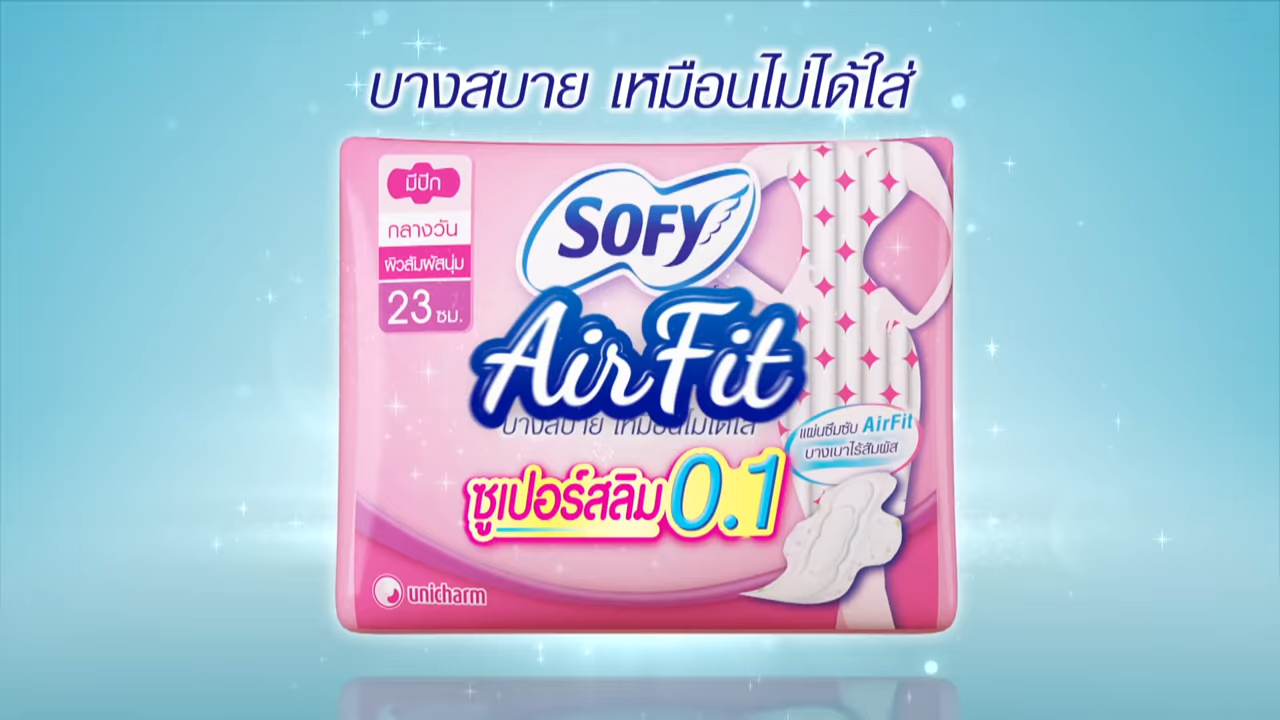 บางสบาย เหมือนไม่ได้ใส่
มีปีก
กลางวัน
ผิวสัมผัสนุ่ม
23 ซม.
SOFY
AirFit
บางสบาย เหมือนไม่ได้ใส่
แผ่นซึมซับ AirFit
บางเบาไร้สัมผัส
ซูเปอร์สลิม 0.1
unicharm